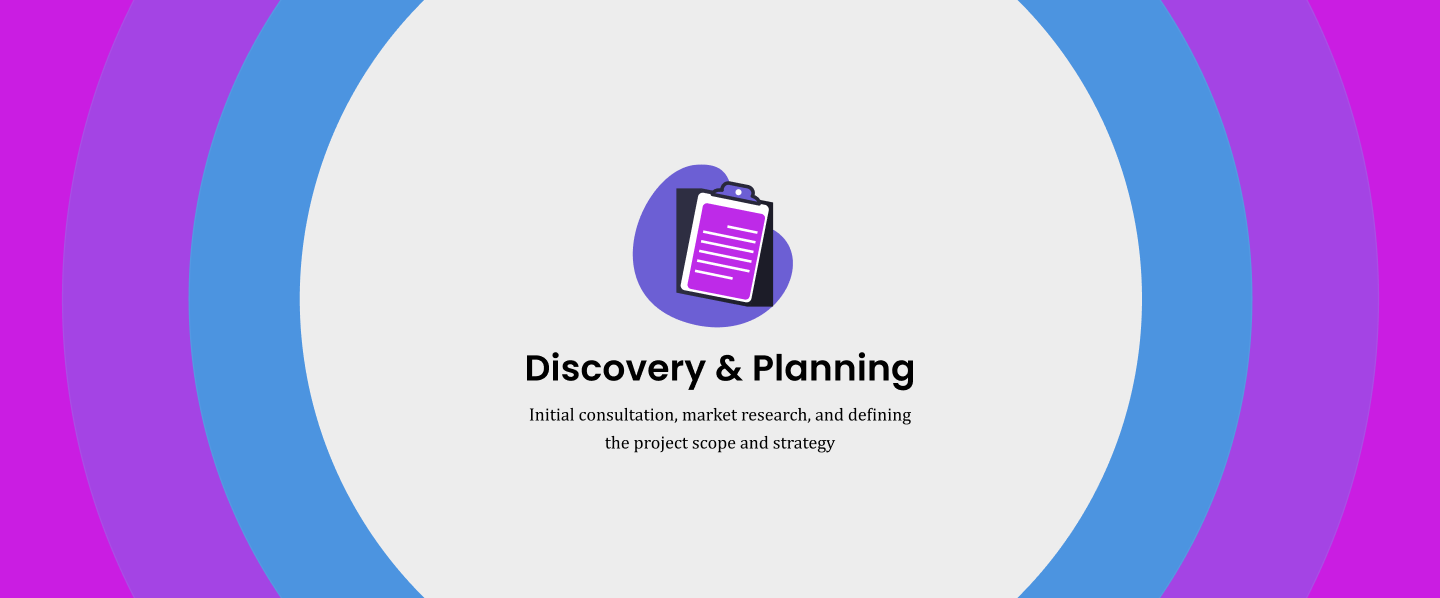 Discovery & Planning
Initial consultation, market research, and defining
the project scope and strategy